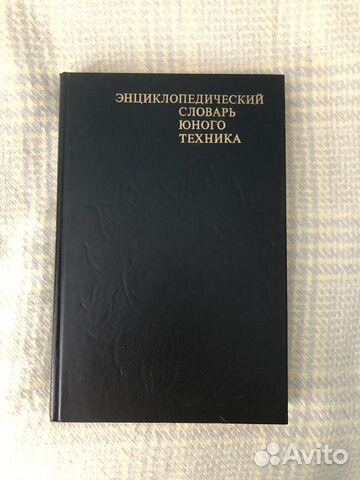 ЭНЦИКЛОПЕДИЧЕСКИЙ
СЛОВАРЬ
ЮНОГО
ТЕХНИКА
Avito